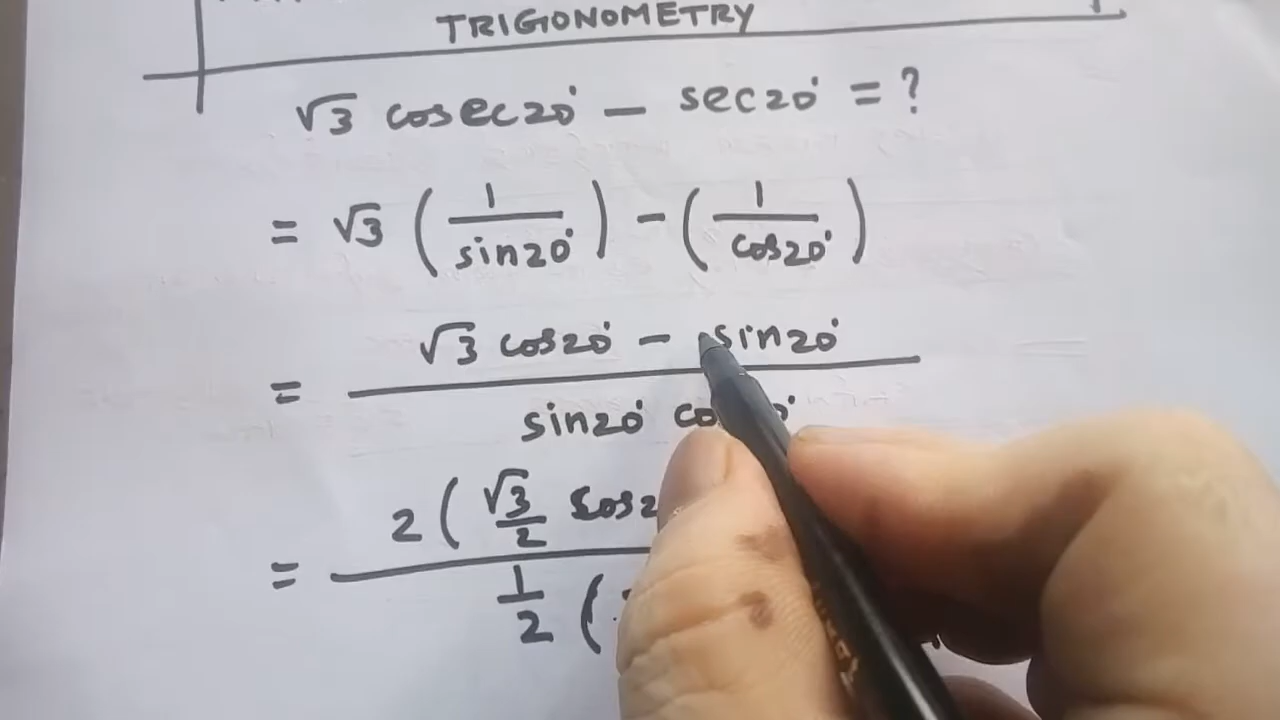 TRIGONOMETRY
√3 cosec20° - sec20° = ?
= √3 ( 1/sin20° ) - ( 1/cos20° )
= √3 cos20° - sin20°
sin20° co
= 2 ( √3/2 cos2
1/2 (